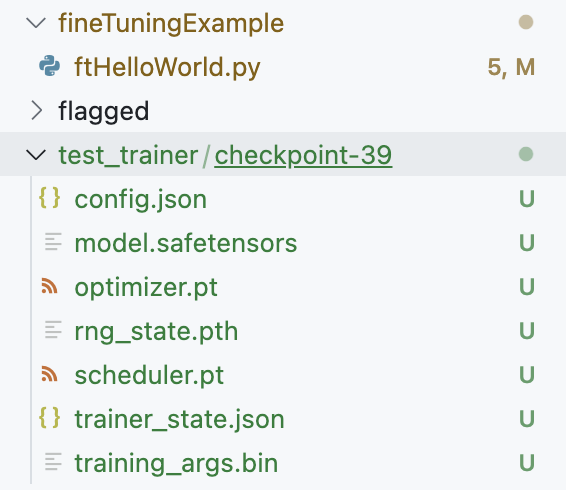 fineTuningExample
ftHelloWorld.py 5, M
flagged
test_trainer/checkpoint-39
config.json U
model.safetensors U
optimizer.pt U
rng_state.pth U
scheduler.pt U
trainer_state.json U
training_args.bin U